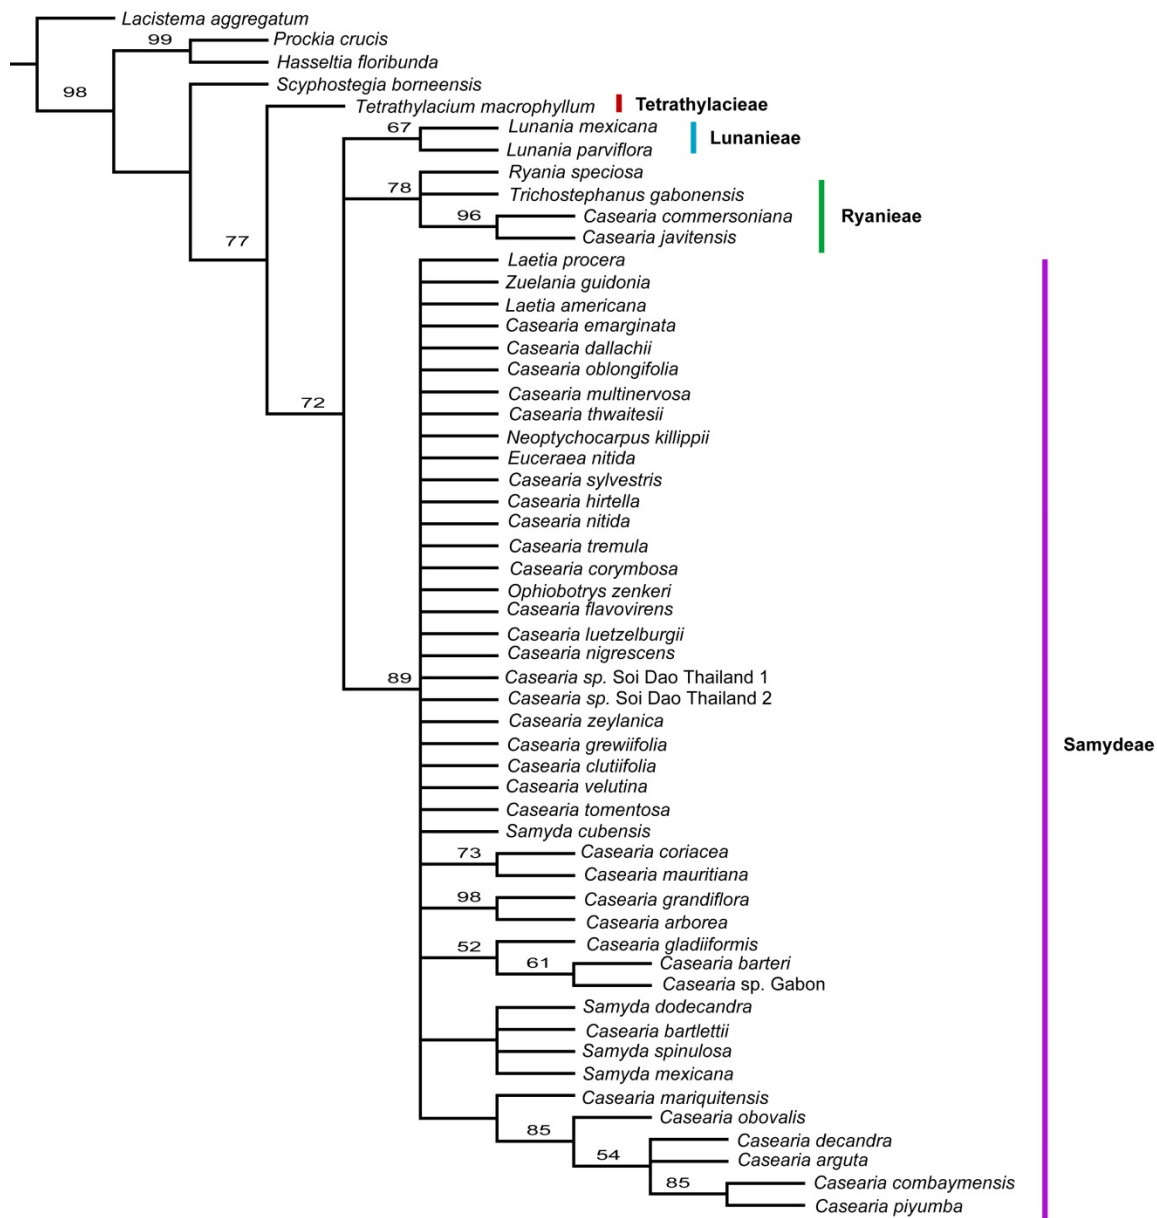 Lacistema aggregatum
99 Prockia crucis
Hasseltia floribunda
98 Scyphostegia borneensis
Tetrathylacium macrophyllum Tetrathylacieae
67 Lunania mexicana
Lunanieae
Lunania parviflora
Ryania speciosa
78 Trichostephanus gabonensis
96 Casearia commersoniana Ryanieae
77 Casearia javitensis
Laetia procera
Zuelania guidonia
Laetia americana
Casearia emarginata
Casearia dallachii
Casearia oblongifolia
Casearia multinervosa
72 Casearia thwaitesii
Neoptychocarpus killippii
Euceraea nitida
Casearia sylvestris
Casearia hirtella
Casearia nitida
Casearia tremula
Casearia corymbosa
Ophiobotrys zenkeri
Casearia flavovirens
Casearia luetzelburgii
Casearia nigrescens
89 Casearia sp. Soi Dao Thailand 1
Casearia sp. Soi Dao Thailand 2
Casearia zeylanica
Casearia grewiifolia Samydeae
Casearia clutiifolia
Casearia velutina
Casearia tomentosa
Samyda cubensis
73 Casearia coriacea
Casearia mauritiana
98 Casearia grandiflora
Casearia arborea
52 Casearia gladiiformis
61 Casearia barteri
Casearia sp. Gabon
Samyda dodecandra
Casearia bartlettii
Samyda spinulosa
Samyda mexicana
Casearia mariquitensis
85 Casearia obovalis
54 Casearia decandra
Casearia arguta
85 Casearia combaymensis
Casearia piyumba